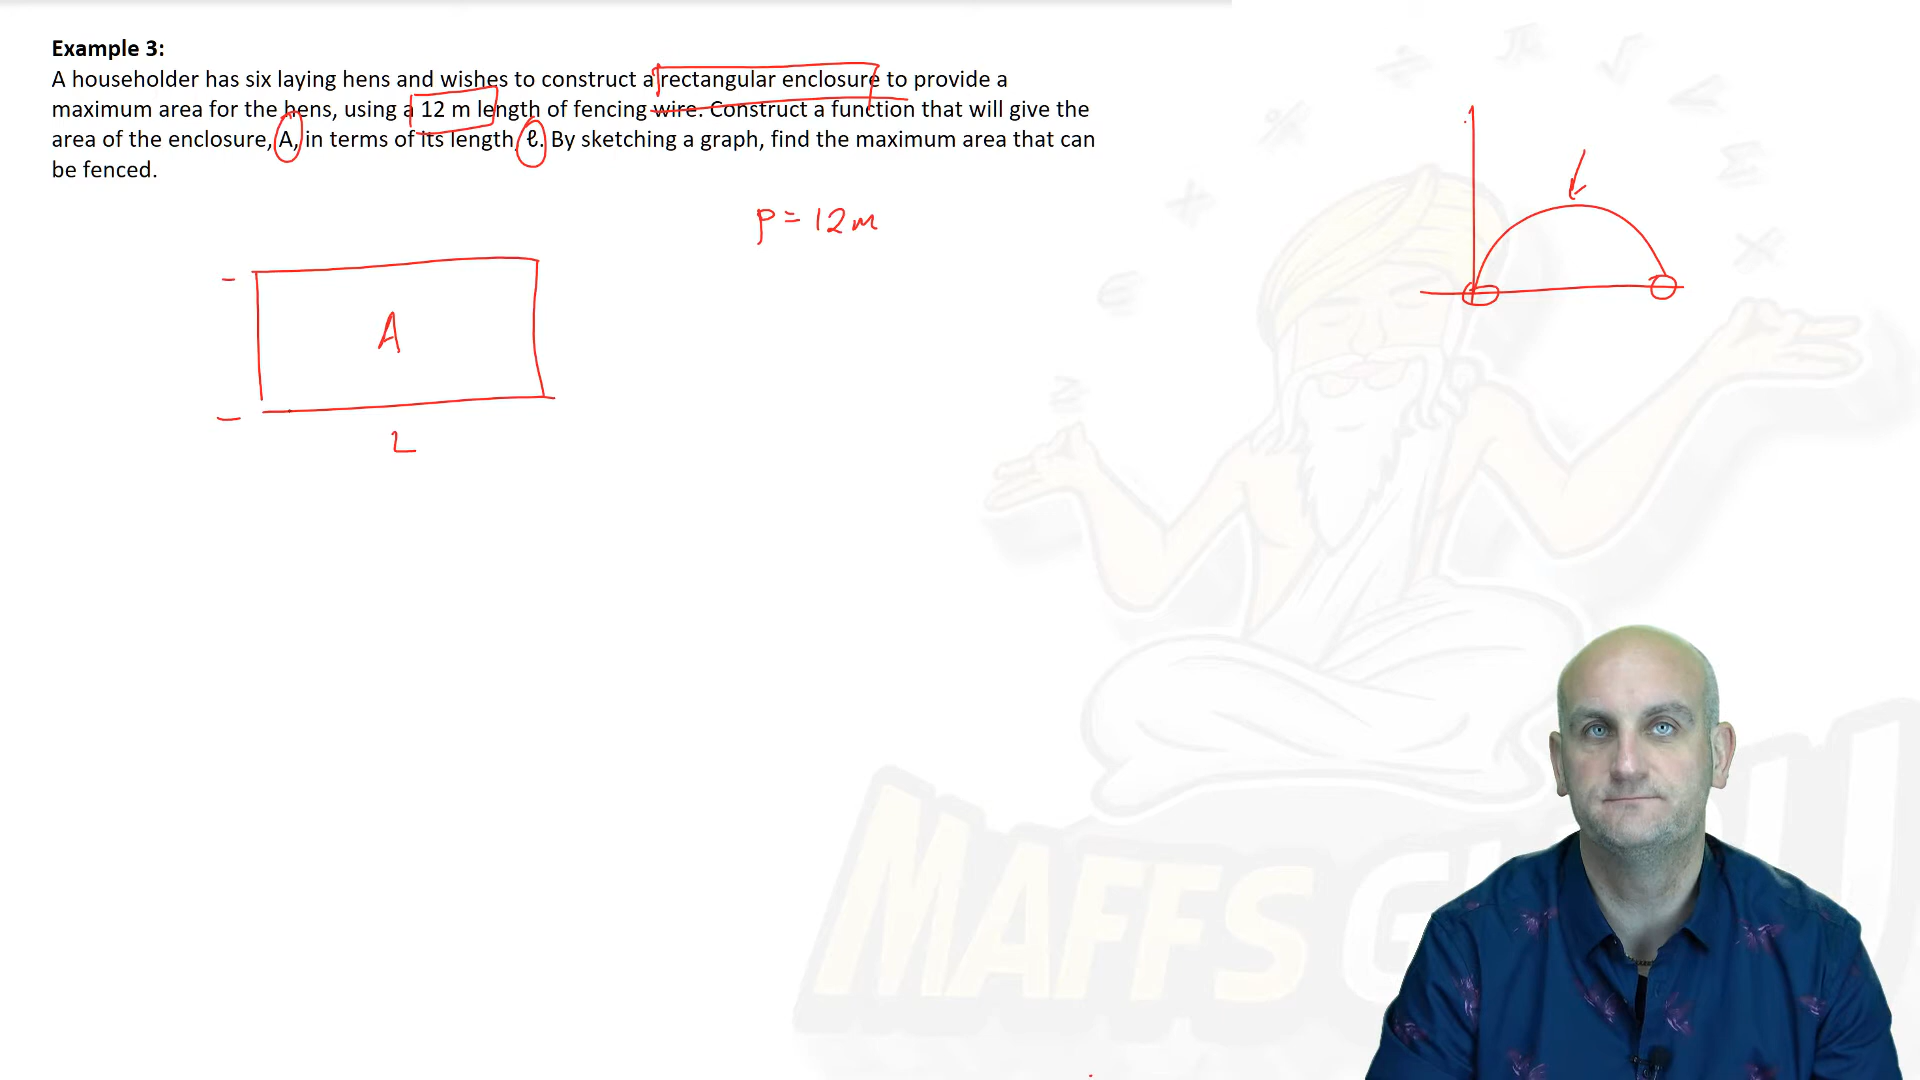 Example 3:
A householder has six laying hens and wishes to construct a rectangular enclosure to provide a
maximum area for the hens, using a 12 m length of fencing wire. Construct a function that will give the
area of the enclosure, A, in terms of its length, ℓ. By sketching a graph, find the maximum area that can
be fenced.
P = 12m
A
L
MAFFS G